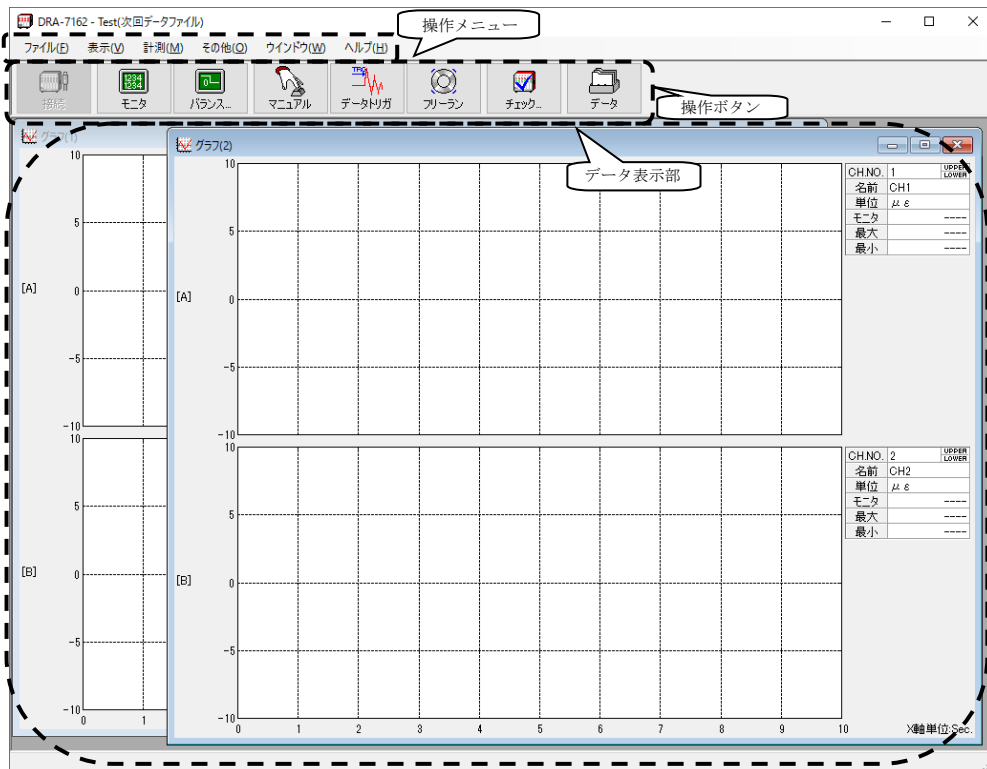 DRA-7162 - Test(次回データファイル)
操作メニュー
ファイル(F) 表示(V) 計測(M) その他(O) ウインドウ(W) ヘルプ(H)
接続 モニタ バランス... マニュアル データトリガ フリーラン チェック... データ
1234
1234
TRG
操作ボタン
グラフ(1)
グラフ(2)
データ表示部
10
5
[A] 0
-5
-10
10
5
[B] 0
-5
-10
0 1
10
5
[A] 0
-5
-10
CH.NO. 1 UPPER
LOWER
名前 CH1
単位 μ ε
モニタ ----
最大 ----
最小 ----
10
5
[B] 0
-5
-10
0 1 2 3 4 5 6 7 8 9 10
CH.NO. 2 UPPER
LOWER
名前 CH2
単位 μ ε
モニタ ----
最大 ----
最小 ----
X軸単位:Sec.